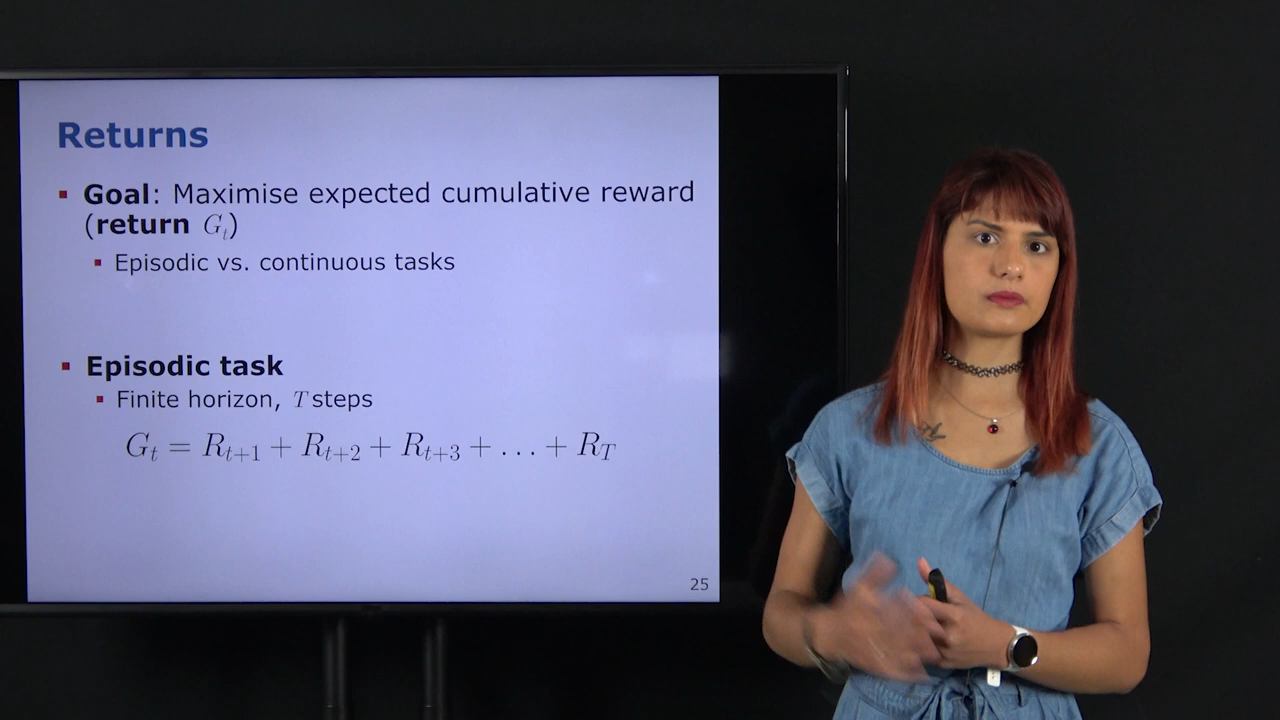 Returns
▪ Goal: Maximise expected cumulative reward
(return G_t)
▪ Episodic vs. continuous tasks
▪ Episodic task
▪ Finite horizon, T steps
G_t = R_{t+1} + R_{t+2} + R_{t+3} + ... + R_T
25